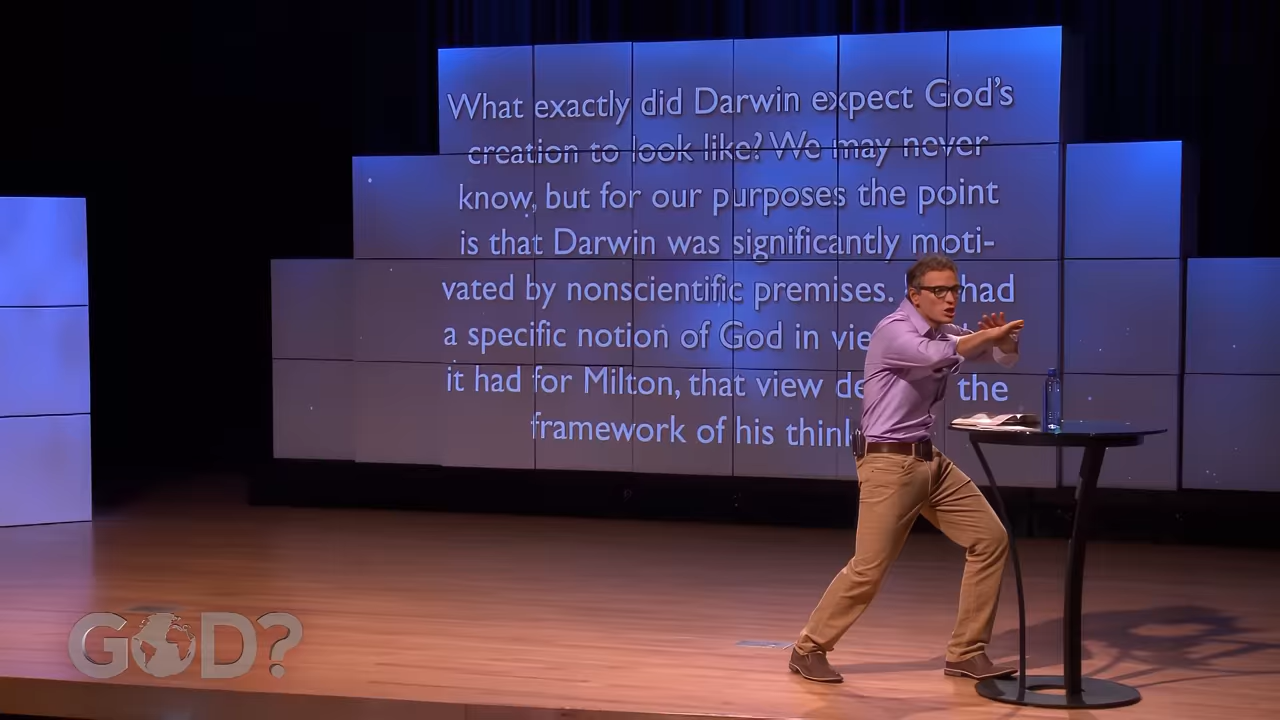 What exactly did Darwin expect God's
creation to look like? We may never
know, but for our purposes the point
is that Darwin was significantly moti-
vated by nonscientific premises. had
a specific notion of God in
it had for Milton, that view the
framework of his
GOD?